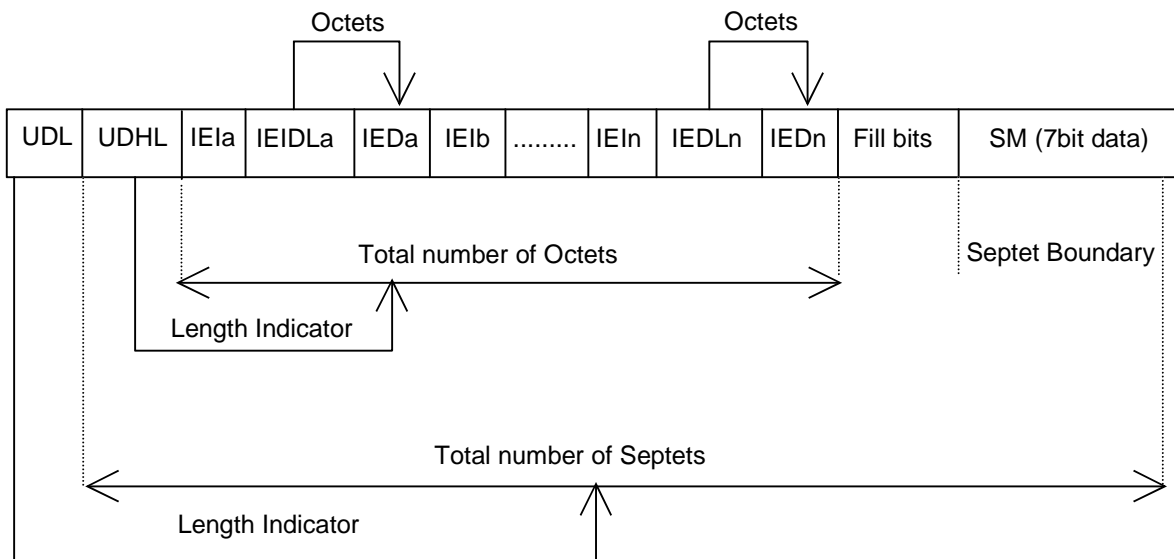 Octets Octets
UDL UDHL IEIa IEIDLa IEDa IEIb ......... IEIn IEDLn IEDn Fill bits SM (7bit data)
Total number of Octets Septet Boundary
Length Indicator
Total number of Septets
Length Indicator